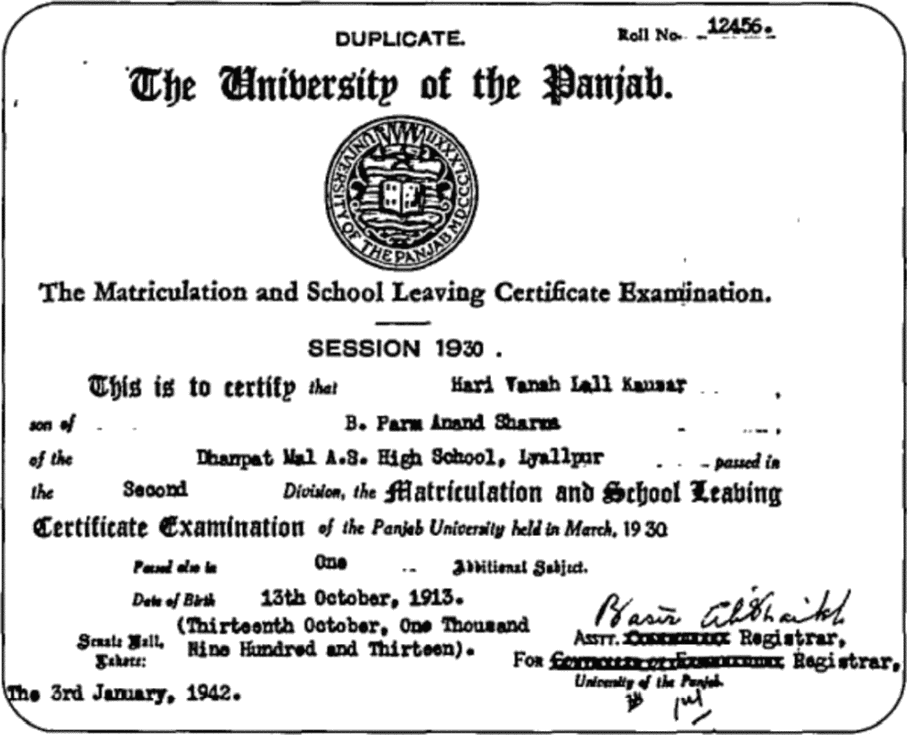 DUPLICATE.
Roll No. 12456.
The University of the Panjab.
UNIVERSITY OF THE PANJAB MDCCCLXXXII
The Matriculation and School Leaving Certificate Examination.
SESSION 1930 .
This is to certify that Hari Vansh Lall Kausar ,
son of B. Parm Anand Sharma ,
of the Dhanpat Mal A.S. High School, Lyallpur passed in
the Second Division, the Matriculation and School Leaving
Certificate Examination of the Panjab University held in March, 1930
Passed also in One Additional Subject.
Date of Birth 13th October, 1913.
(Thirteenth October, One Thousand
Nine Hundred and Thirteen).
Senate Hall,
Lahore:
The 3rd January, 1942.
Basir Ali Shaikh
ASSTT. Registrar,
FOR Registrar,
University of the Panjab.